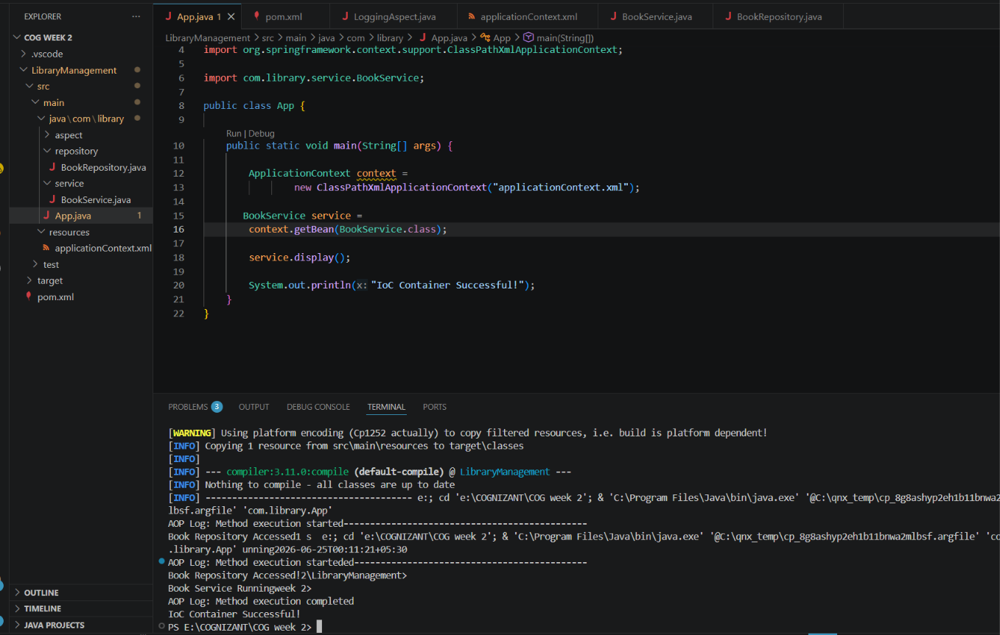 EXPLORER
...
COG WEEK 2
.vscode
LibraryManagement
src
main
java\com\library
aspect
repository
BookRepository.java
service
BookService.java
App.java 1
resources
applicationContext.xml
test
target
pom.xml
OUTLINE
TIMELINE
JAVA PROJECTS
App.java 1
pom.xml
LoggingAspect.java
applicationContext.xml
BookService.java
BookRepository.java
LibraryManagement > src > main > java > com > library > App.java > App > main(String[])
4 import org.springframework.context.support.ClassPathXmlApplicationContext;
5
6 import com.library.service.BookService;
7
8 public class App {
9
Run | Debug
10 public static void main(String[] args) {
11
12 ApplicationContext context =
13 new ClassPathXmlApplicationContext("applicationContext.xml");
14
15 BookService service =
16 context.getBean(BookService.class);
17
18 service.display();
19
20 System.out.println(x: "IoC Container Successful!");
21 }
22 }
PROBLEMS 3 OUTPUT DEBUG CONSOLE TERMINAL PORTS
[WARNING] Using platform encoding (Cp1252 actually) to copy filtered resources, i.e. build is platform dependent!
[INFO] Copying 1 resource from src\main\resources to target\classes
[INFO]
[INFO] --- compiler:3.11.0:compile (default-compile) @ LibraryManagement ---
[INFO] Nothing to compile - all classes are up to date
[INFO] --------------------------------------- e:; cd 'e:\COGNIZANT\COG week 2'; & 'C:\Program Files\Java\bin\java.exe' '@C:\qnx_temp\cp_8g8ashyp2eh1b11bnwa2
lbsf.argfile' 'com.library.App'
AOP Log: Method execution started----------------------------------------------
Book Repository Accessed1 s  e:; cd 'e:\COGNIZANT\COG week 2'; & 'C:\Program Files\Java\bin\java.exe' '@C:\qnx_temp\cp_8g8ashyp2eh1b11bnwa2mlbsf.argfile' 'co
.library.App' unning2026-06-25T00:11:21+05:30
AOP Log: Method execution starteded--------------------------------------------
Book Repository Accessed!2\LibraryManagement>
Book Service Runningweek 2>
AOP Log: Method execution completed
IoC Container Successful!
PS E:\COGNIZANT\COG week 2>